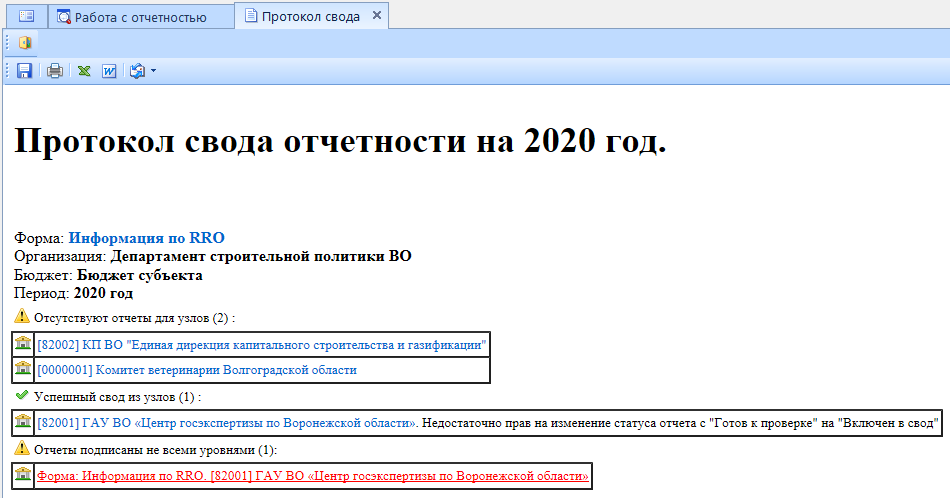 Работа с отчетностью
Протокол свода
Протокол свода отчетности на 2020 год.
Форма: Информация по RRO
Организация: Департамент строительной политики ВО
Бюджет: Бюджет субъекта
Период: 2020 год
Отсутствуют отчеты для узлов (2) :
[82002] КП ВО "Единая дирекция капитального строительства и газификации"
[0000001] Комитет ветеринарии Волгоградской области
Успешный свод из узлов (1) :
[82001] ГАУ ВО «Центр госэкспертизы по Воронежской области». Недостаточно прав на изменение статуса отчета с "Готов к проверке" на "Включен в свод"
Отчеты подписаны не всеми уровнями (1):
Форма: Информация по RRO. [82001] ГАУ ВО «Центр госэкспертизы по Воронежской области»